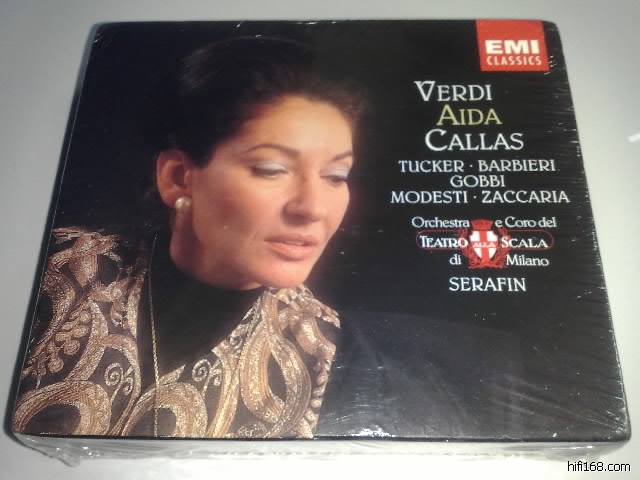 EMI
CLASSICS
VERDI
AIDA
CALLAS
TUCKER · BARBIERI
GOBBI
MODESTI · ZACCARIA
Orchestra e Coro del
TEATRO ALLA SCALA
di Milano
SERAFIN
hifi168.com